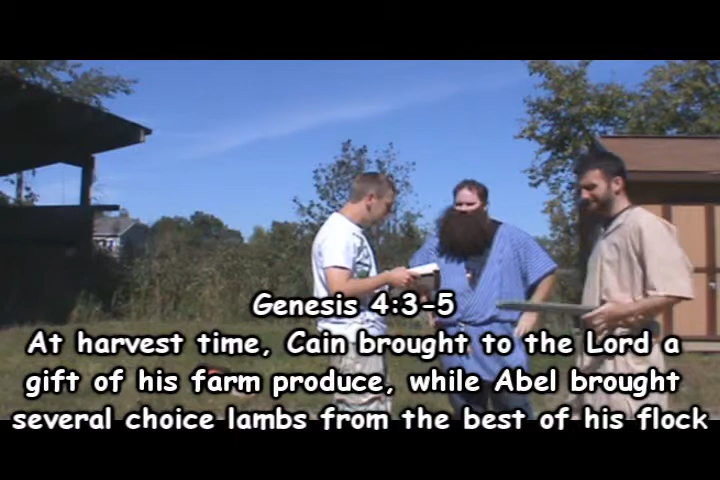 Genesis 4:3-5
At harvest time, Cain brought to the Lord a
gift of his farm produce, while Abel brought
several choice lambs from the best of his flock